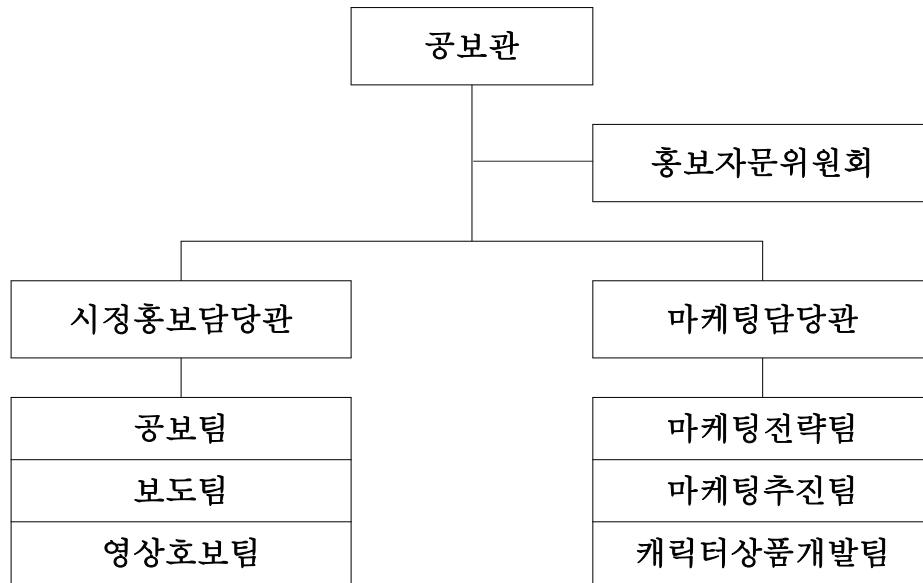 공보관
홍보자문위원회
시정홍보담당관
마케팅담당관
공보팀
마케팅전략팀
보도팀
마케팅추진팀
영상호보팀
캐릭터상품개발팀